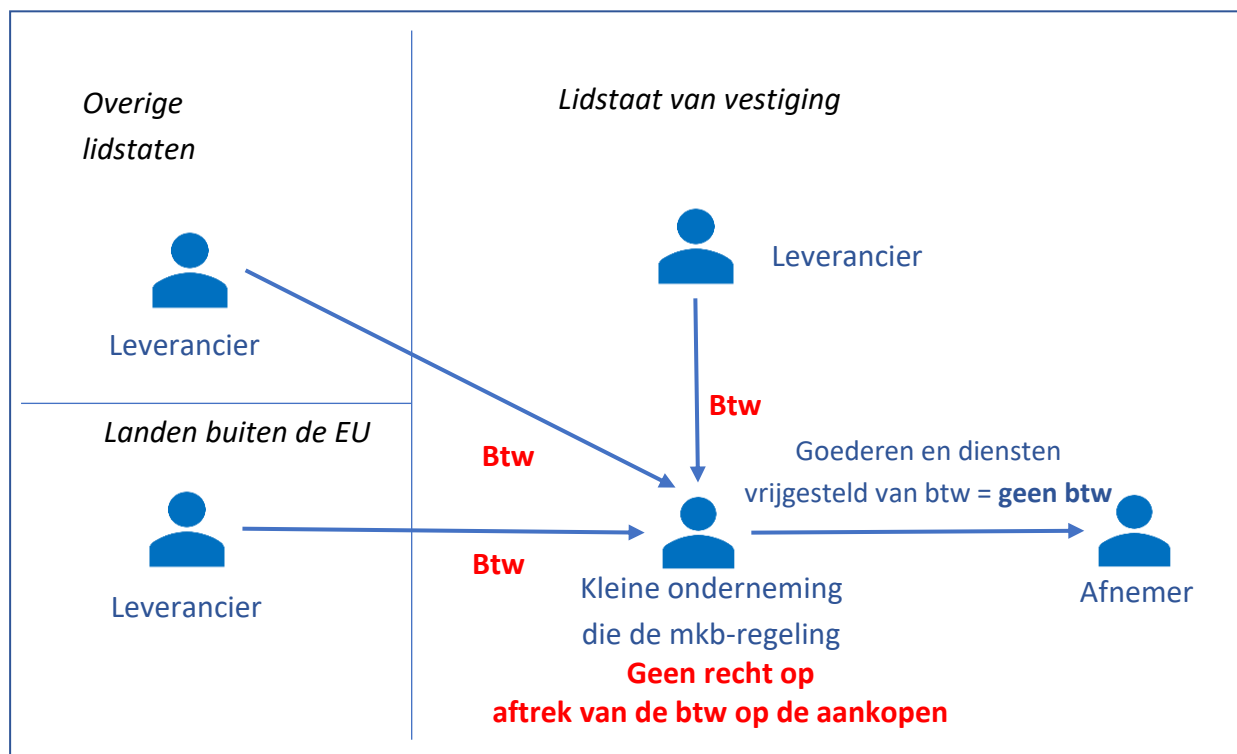 Overige
lidstaten
Lidstaat van vestiging
Leverancier
Leverancier
Btw
Landen buiten de EU
Btw
Goederen en diensten
vrijgesteld van btw = geen btw
Btw
Leverancier
Kleine onderneming
die de mkb-regeling
Geen recht op
aftrek van de btw op de aankopen
Afnemer